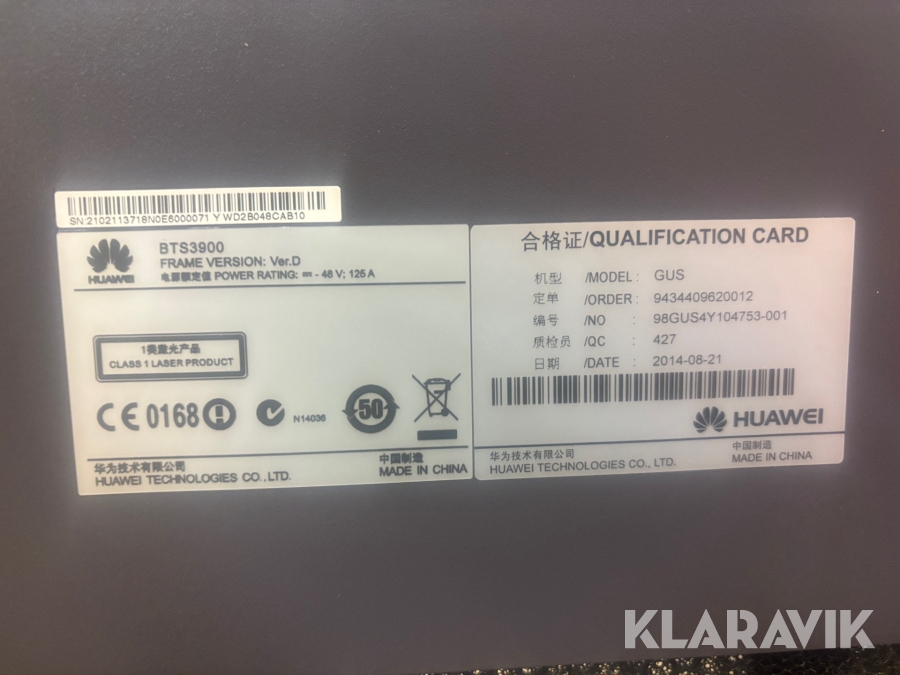 SN:2102113718N0E6000071 Y WD2B048CAB10
HUAWEI
BTS3900
FRAME VERSION: Ver.D
电源额定值 POWER RATING: ⎓ - 48 V; 125 A
1类激光产品
CLASS 1 LASER PRODUCT
CE 0168
N14036
50
华为技术有限公司
HUAWEI TECHNOLOGIES CO.,LTD.
中国制造
MADE IN CHINA
合格证/QUALIFICATION CARD
机型 /MODEL : GUS
定单 /ORDER : 9434409620012
编号 /NO : 98GUS4Y104753-001
质检员 /QC : 427
日期 /DATE : 2014-08-21
HUAWEI
华为技术有限公司
HUAWEI TECHNOLOGIES CO.,LTD.
中国制造
MADE IN CHINA
KLARAVIK